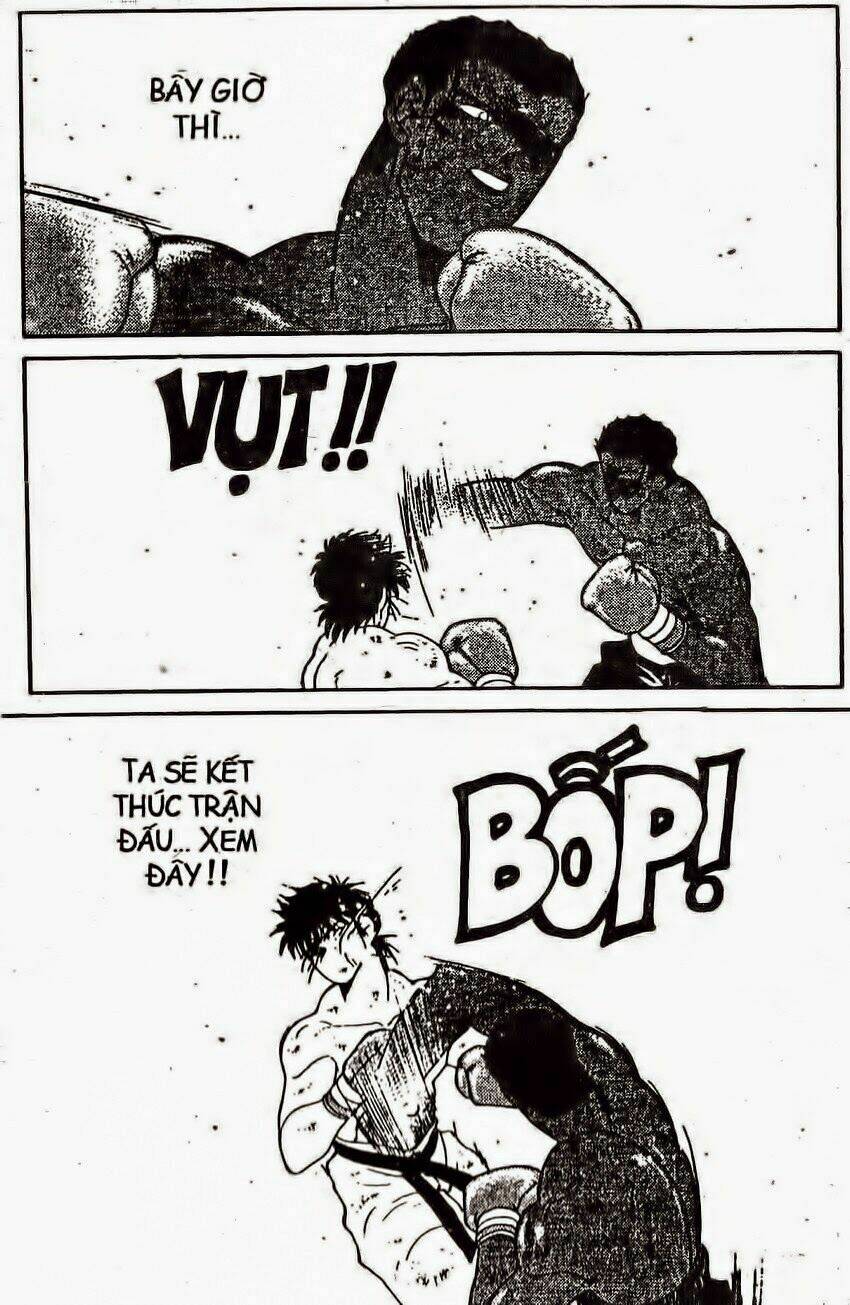 BÂY GIỜ
THÌ...
VỤT!!
TA SẼ KẾT
THÚC TRẬN
ĐẤU... XEM
ĐÂY!!
BỐP!